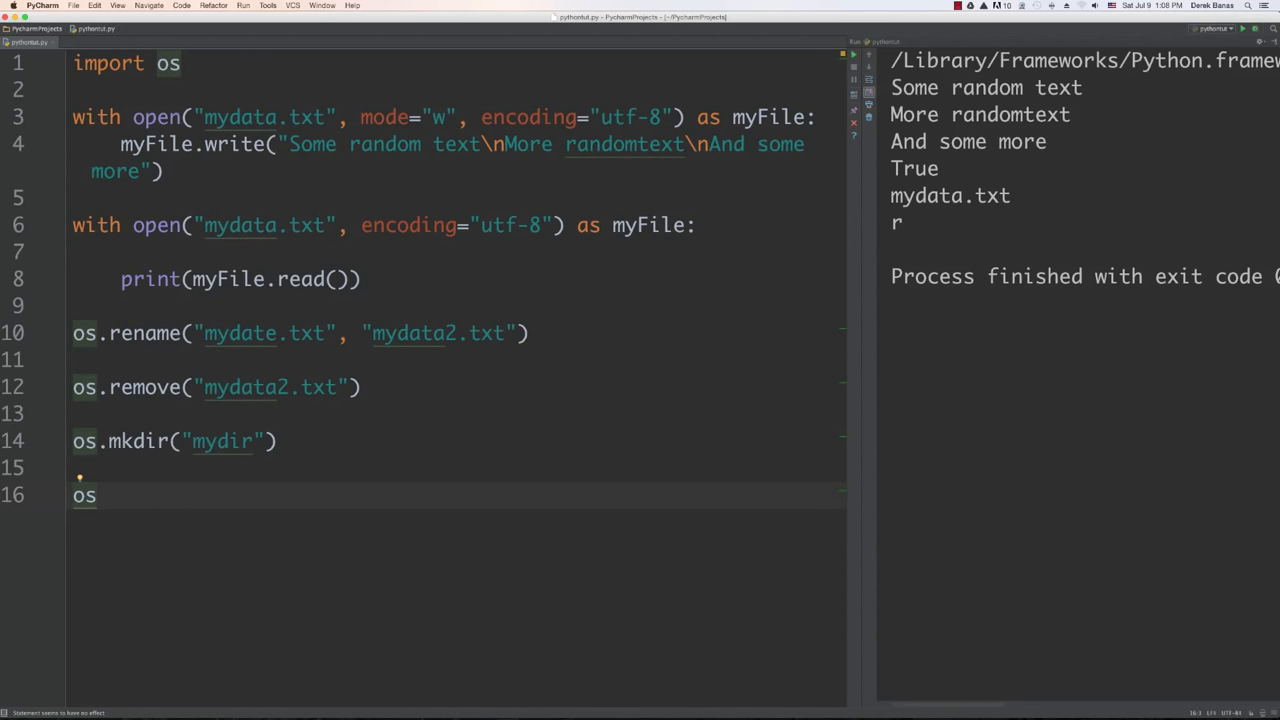 PyCharm File Edit View Navigate Code Refactor Run Tools VCS Window Help 10 Sat Jul 9 1:08 PM Derek Banas
pythontut.py - PycharmProjects - [~/PycharmProjects]
PycharmProjects pythontut.py pythontut
pythontut.py Run pythontut
1 import os
2
3 with open("mydata.txt", mode="w", encoding="utf-8") as myFile:
4 myFile.write("Some random text\nMore randomtext\nAnd some
more")
5
6 with open("mydata.txt", encoding="utf-8") as myFile:
7
8 print(myFile.read())
9
10 os.rename("mydate.txt", "mydata2.txt")
11
12 os.remove("mydata2.txt")
13
14 os.mkdir("mydir")
15
16 os
/Library/Frameworks/Python.framew
Some random text
More randomtext
And some more
True
mydata.txt
r
Process finished with exit code 0
Statement seems to have no effect 16:3 LF UTF-8